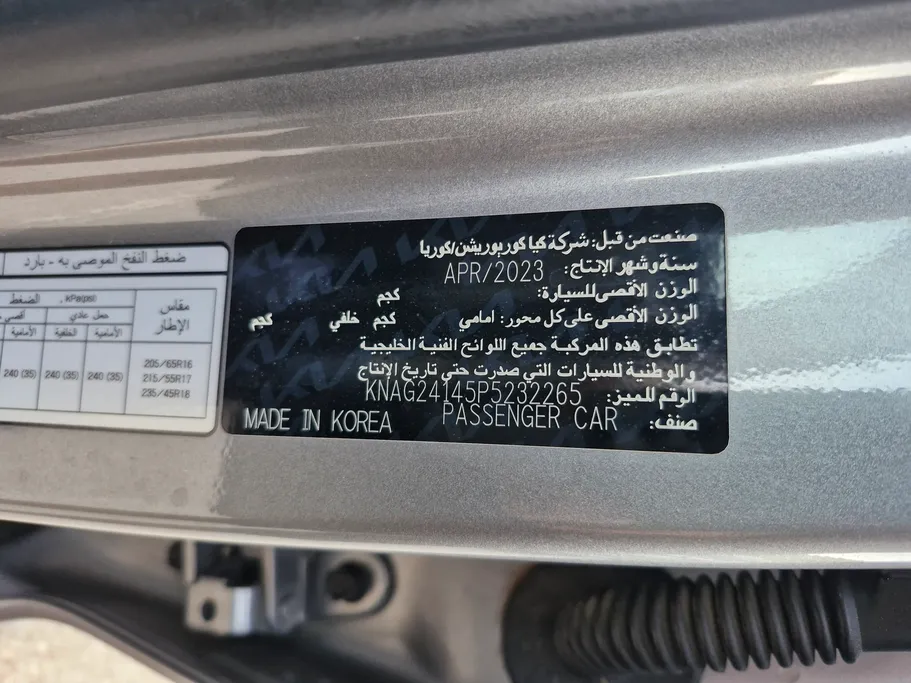 صنعت من قبل: شركة كيا كوربوريشن/كوريا
سنة وشهر الإنتاج: APR/2023
الوزن الأقصى للسيارة: كجم
الوزن الأقصى على كل محور: امامي كجم خلفي كجم
تطابق هذه المركبة جميع اللوائح الفنية الخليجية
والوطنية للسيارات التي صدرت حتى تاريخ الإنتاج
الرقم المميز: KNAG24145P5232265
صنف: PASSENGER CAR MADE IN KOREA
ضغط النفخ الموصى به - بارد
مقاس الإطار
الضغط, kPa(psi)
حمل عادي
أقصى
الأمامية الخلفية الأمامية
205/65R16
215/55R17
235/45R18
240 (35) 240 (35) 240 (35)